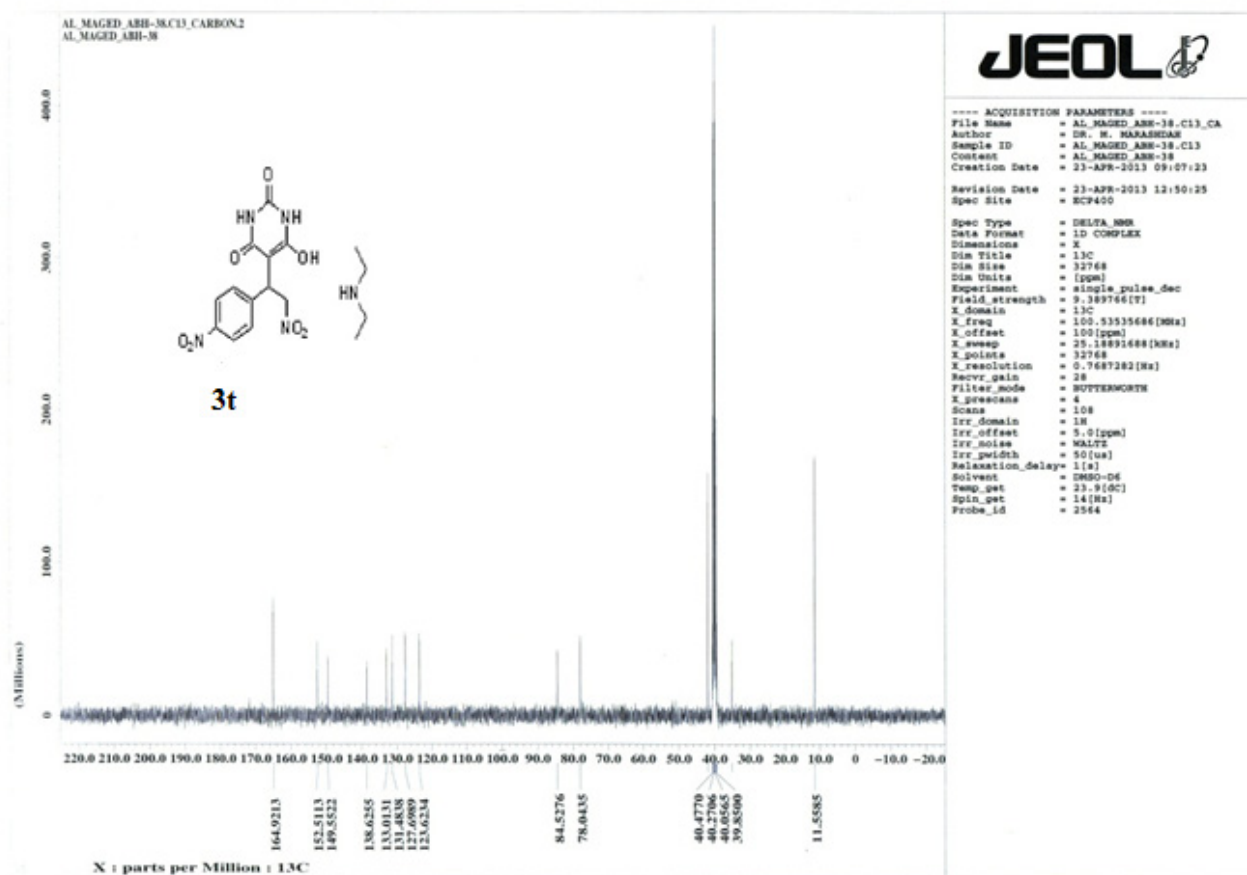 AL_MAGED_ABH-38.C13_CARBON.2
AL_MAGED_ABH-38
JEOL
---- ACQUISITION PARAMETERS ----
File Name = AL_MAGED_ABH-38.C13_CA
Author = DR. M. MARASHDAH
Sample ID = AL_MAGED_ABH-38.C13
Content = AL_MAGED_ABH-38
Creation Date = 23-APR-2013 09:07:23
Revision Date = 23-APR-2013 12:50:25
Spec Site = ECP400
Spec Type = DELTA_NMR
Data Format = 1D COMPLEX
Dimensions = X
Dim Title = 13C
Dim Size = 32768
Dim Units = [ppm]
Experiment = single_pulse_dec
Field_strength = 9.389766[T]
X_domain = 13C
X_freq = 100.53535686[MHz]
X_offset = 100[ppm]
X_sweep = 25.18891688[kHz]
X_points = 32768
X_resolution = 0.7687282[Hz]
Recvr_gain = 28
Filter_mode = BUTTERWORTH
X_prescans = 4
Scans = 108
Irr_domain = 1H
Irr_offset = 5.0[ppm]
Irr_noise = WALTZ
Irr_pwidth = 50[us]
Relaxation_delay= 1[s]
Solvent = DMSO-D6
Temp_get = 23.9[dC]
Spin_get = 14[Hz]
Probe_id = 2564
400.0
300.0
200.0
100.0
0
(Millions)
O
HN NH
O OH
HN
O₂N NO₂
3t
220.0 210.0 200.0 190.0 180.0 170.0 160.0 150.0 140.0 130.0 120.0 110.0 100.0 90.0 80.0 70.0 60.0 50.0 40.0 30.0 20.0 10.0 0 -10.0 -20.0
164.9213
152.5113
149.5522
138.6255
133.0131
131.4838
127.6989
123.6234
84.5276
78.0435
40.4770
40.2706
40.0565
39.8500
11.5585
X : parts per Million : 13C